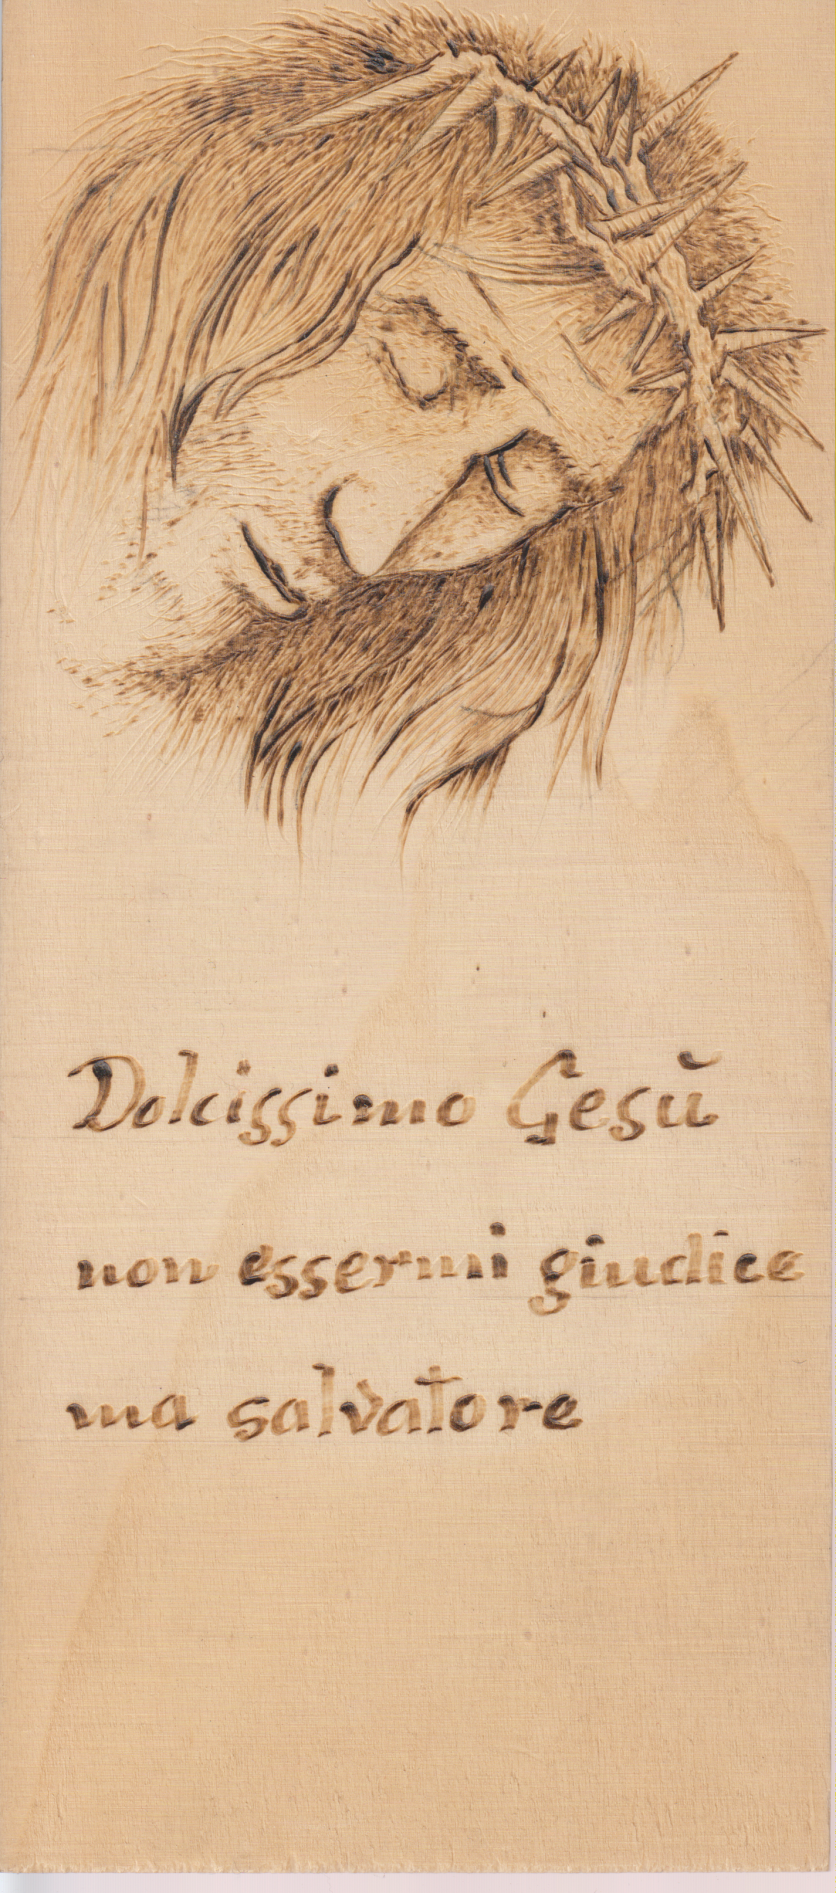 Dolcissimo Gesù
non essermi giudice
ma salvatore